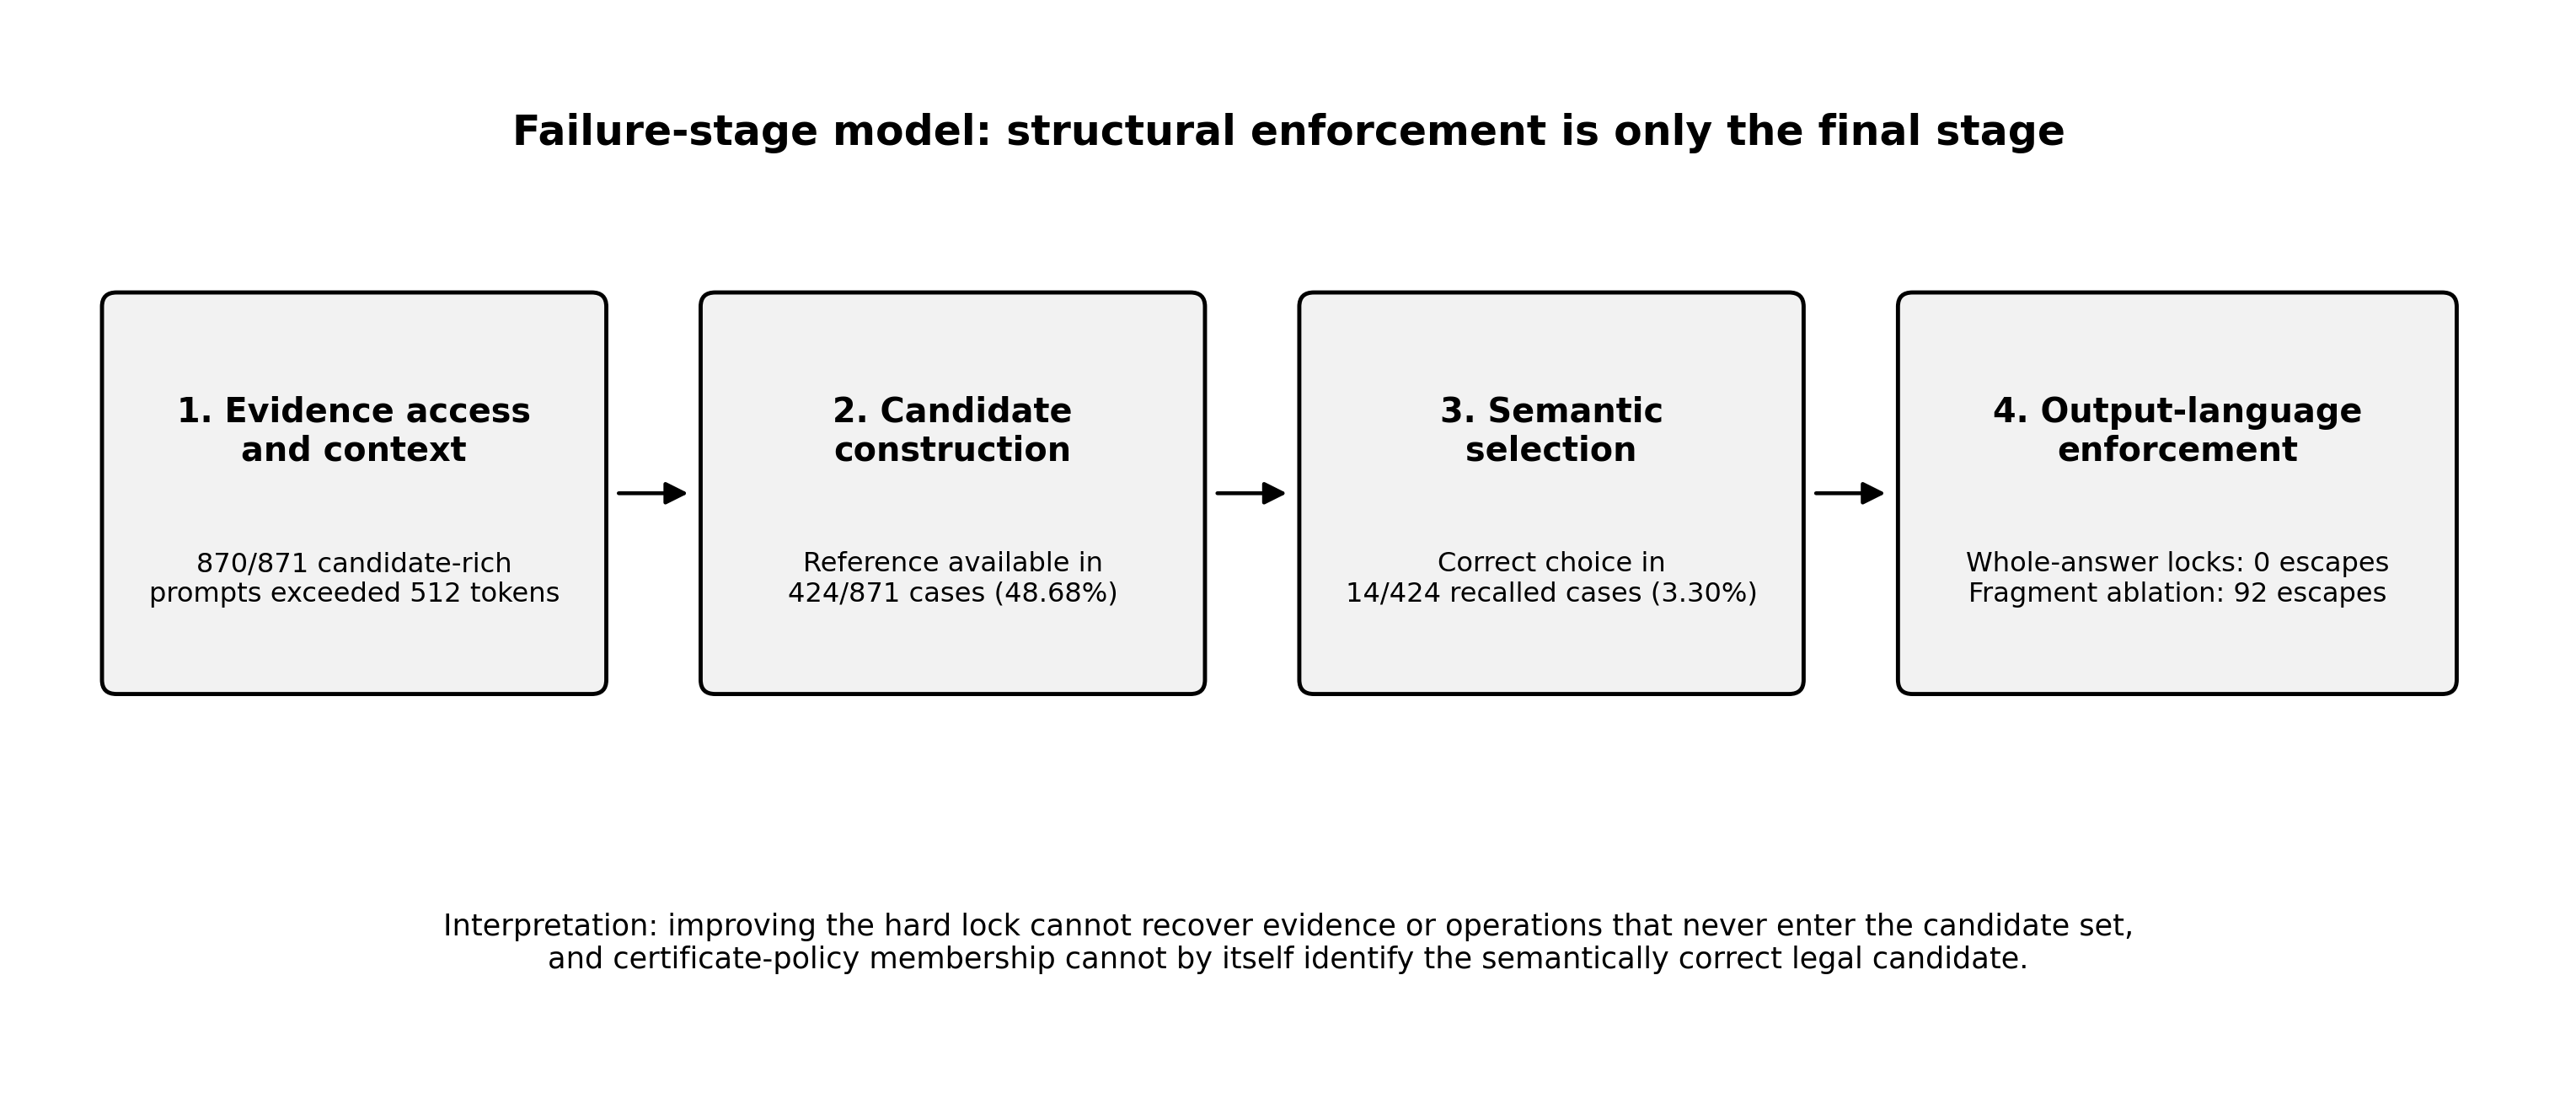 Failure-stage model: structural enforcement is only the final stage
1. Evidence access
and context
870/871 candidate-rich
prompts exceeded 512 tokens
2. Candidate
construction
Reference available in
424/871 cases (48.68%)
3. Semantic
selection
Correct choice in
14/424 recalled cases (3.30%)
4. Output-language
enforcement
Whole-answer locks: 0 escapes
Fragment ablation: 92 escapes
Interpretation: improving the hard lock cannot recover evidence or operations that never enter the candidate set,
and certificate-policy membership cannot by itself identify the semantically correct legal candidate.